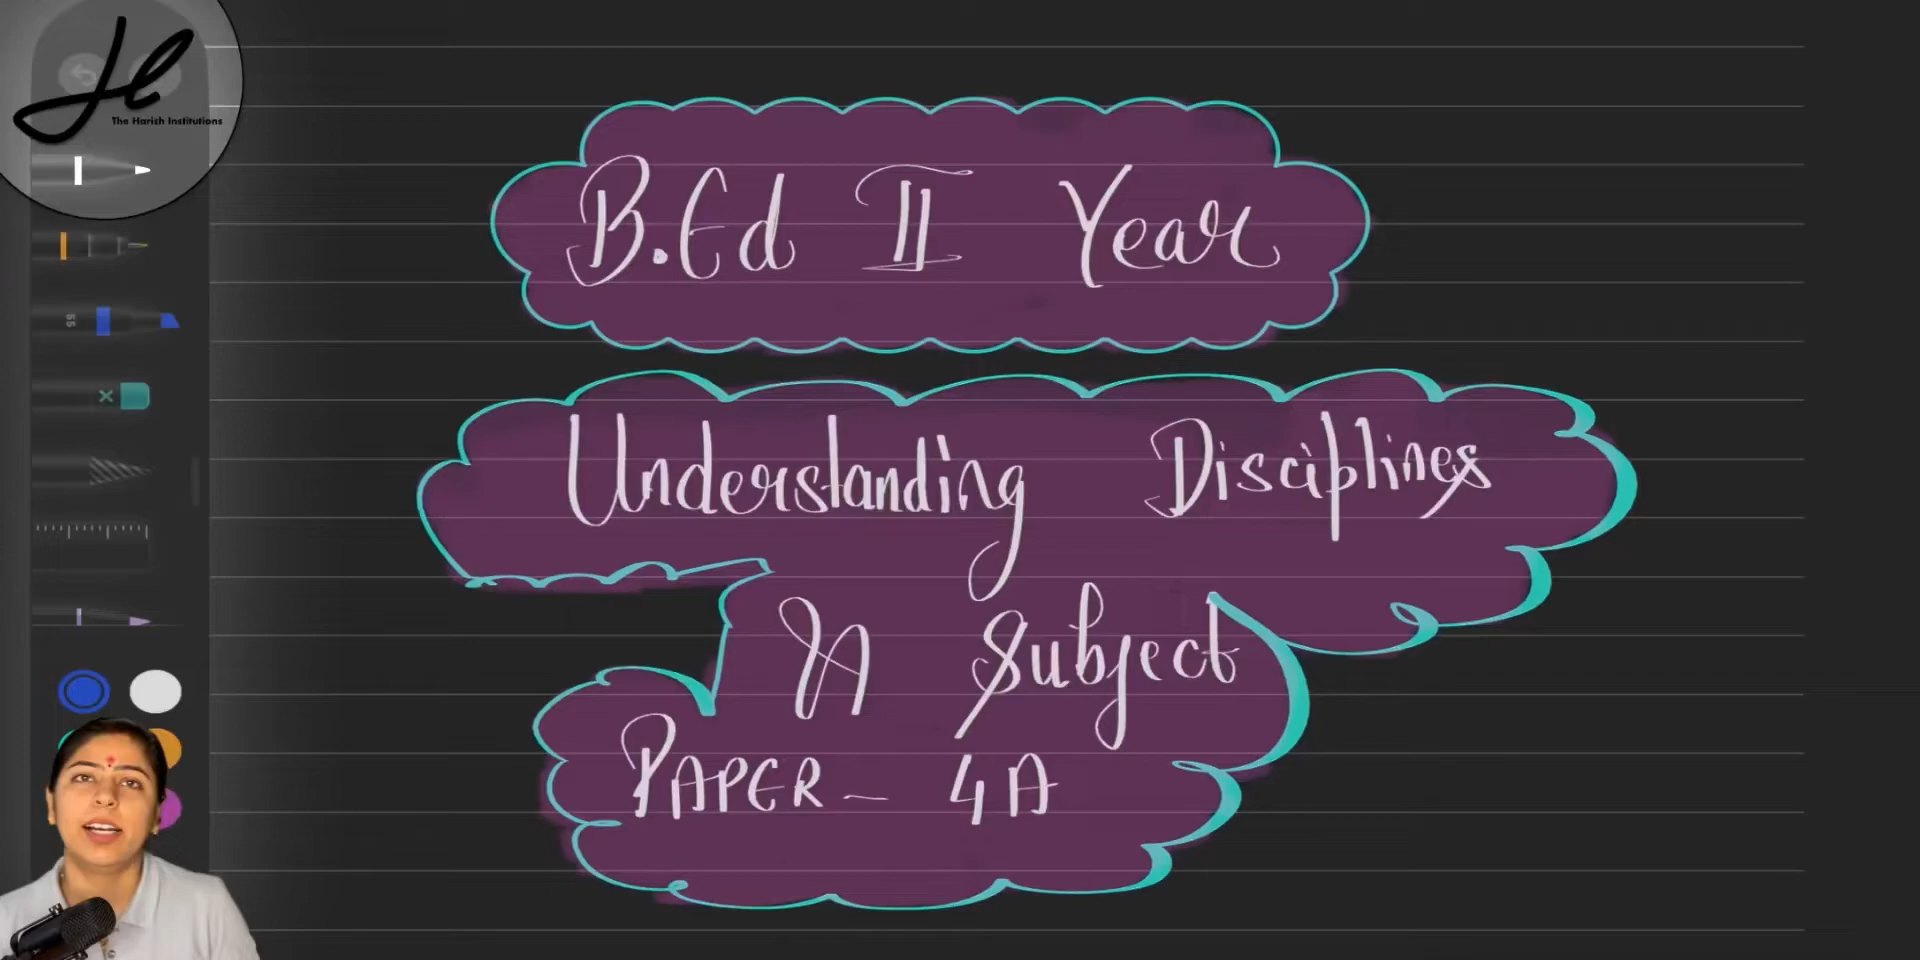 The Harish Institutions
B.Ed II Year
Understanding Disciplines
& Subject
PAPER - 4A